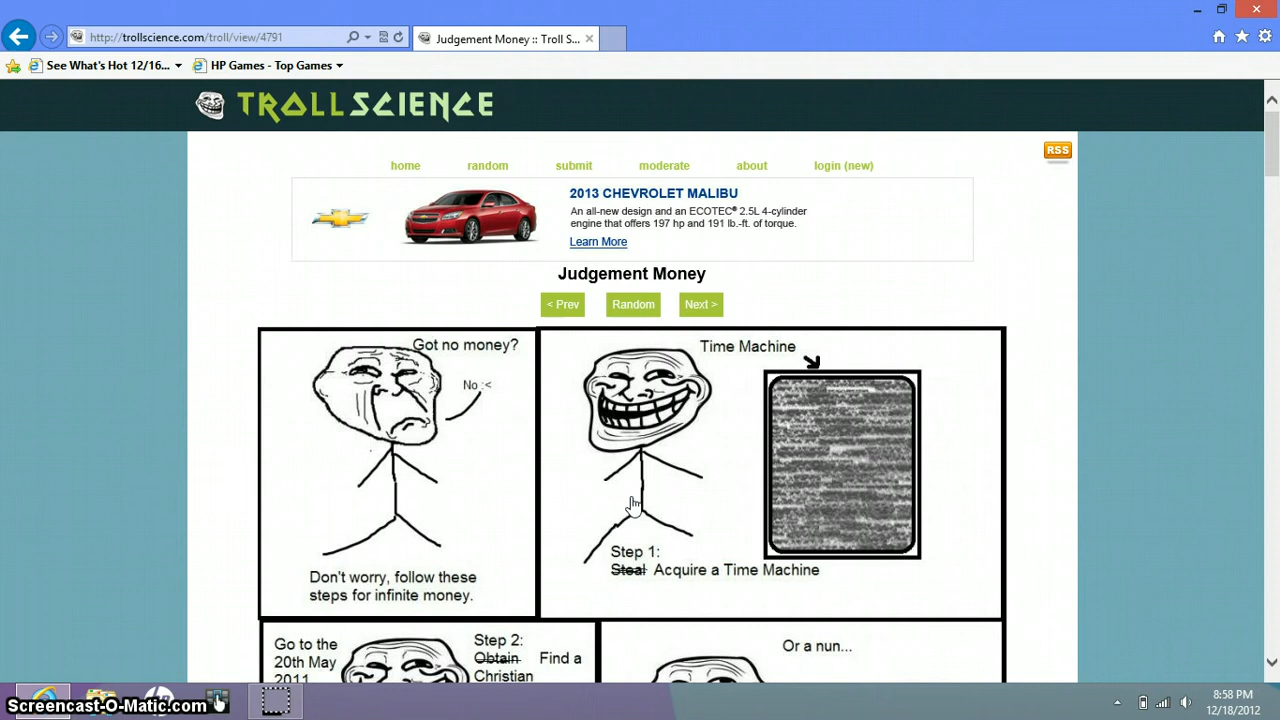 http://trollscience.com/troll/view/4791
Judgement Money :: Troll S...
See What's Hot 12/16...
HP Games - Top Games
TROLLSCIENCE
RSS
home random submit moderate about login (new)
2013 CHEVROLET MALIBU
An all-new design and an ECOTEC® 2.5L 4-cylinder
engine that offers 197 hp and 191 lb.-ft. of torque.
Learn More
Judgement Money
< Prev Random Next >
Got no money?
No :<
Don't worry, follow these
steps for infinite money.
Time Machine
Step 1:
Steal Acquire a Time Machine
Go to the
20th May
2011
Step 2:
Obtain Find a
Christian
Or a nun...
Screencast-O-Matic.com
8:58 PM
12/18/2012